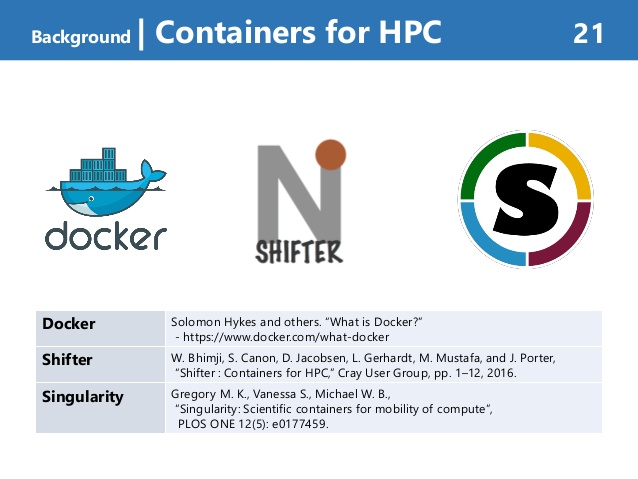 Background | Containers for HPC 21
docker
N
SHIFTER
S
Docker
Solomon Hykes and others. “What is Docker?”
- https://www.docker.com/what-docker
Shifter
W. Bhimji, S. Canon, D. Jacobsen, L. Gerhardt, M. Mustafa, and J. Porter,
“Shifter : Containers for HPC,” Cray User Group, pp. 1–12, 2016.
Singularity
Gregory M. K., Vanessa S., Michael W. B.,
“Singularity: Scientific containers for mobility of compute”,
PLOS ONE 12(5): e0177459.